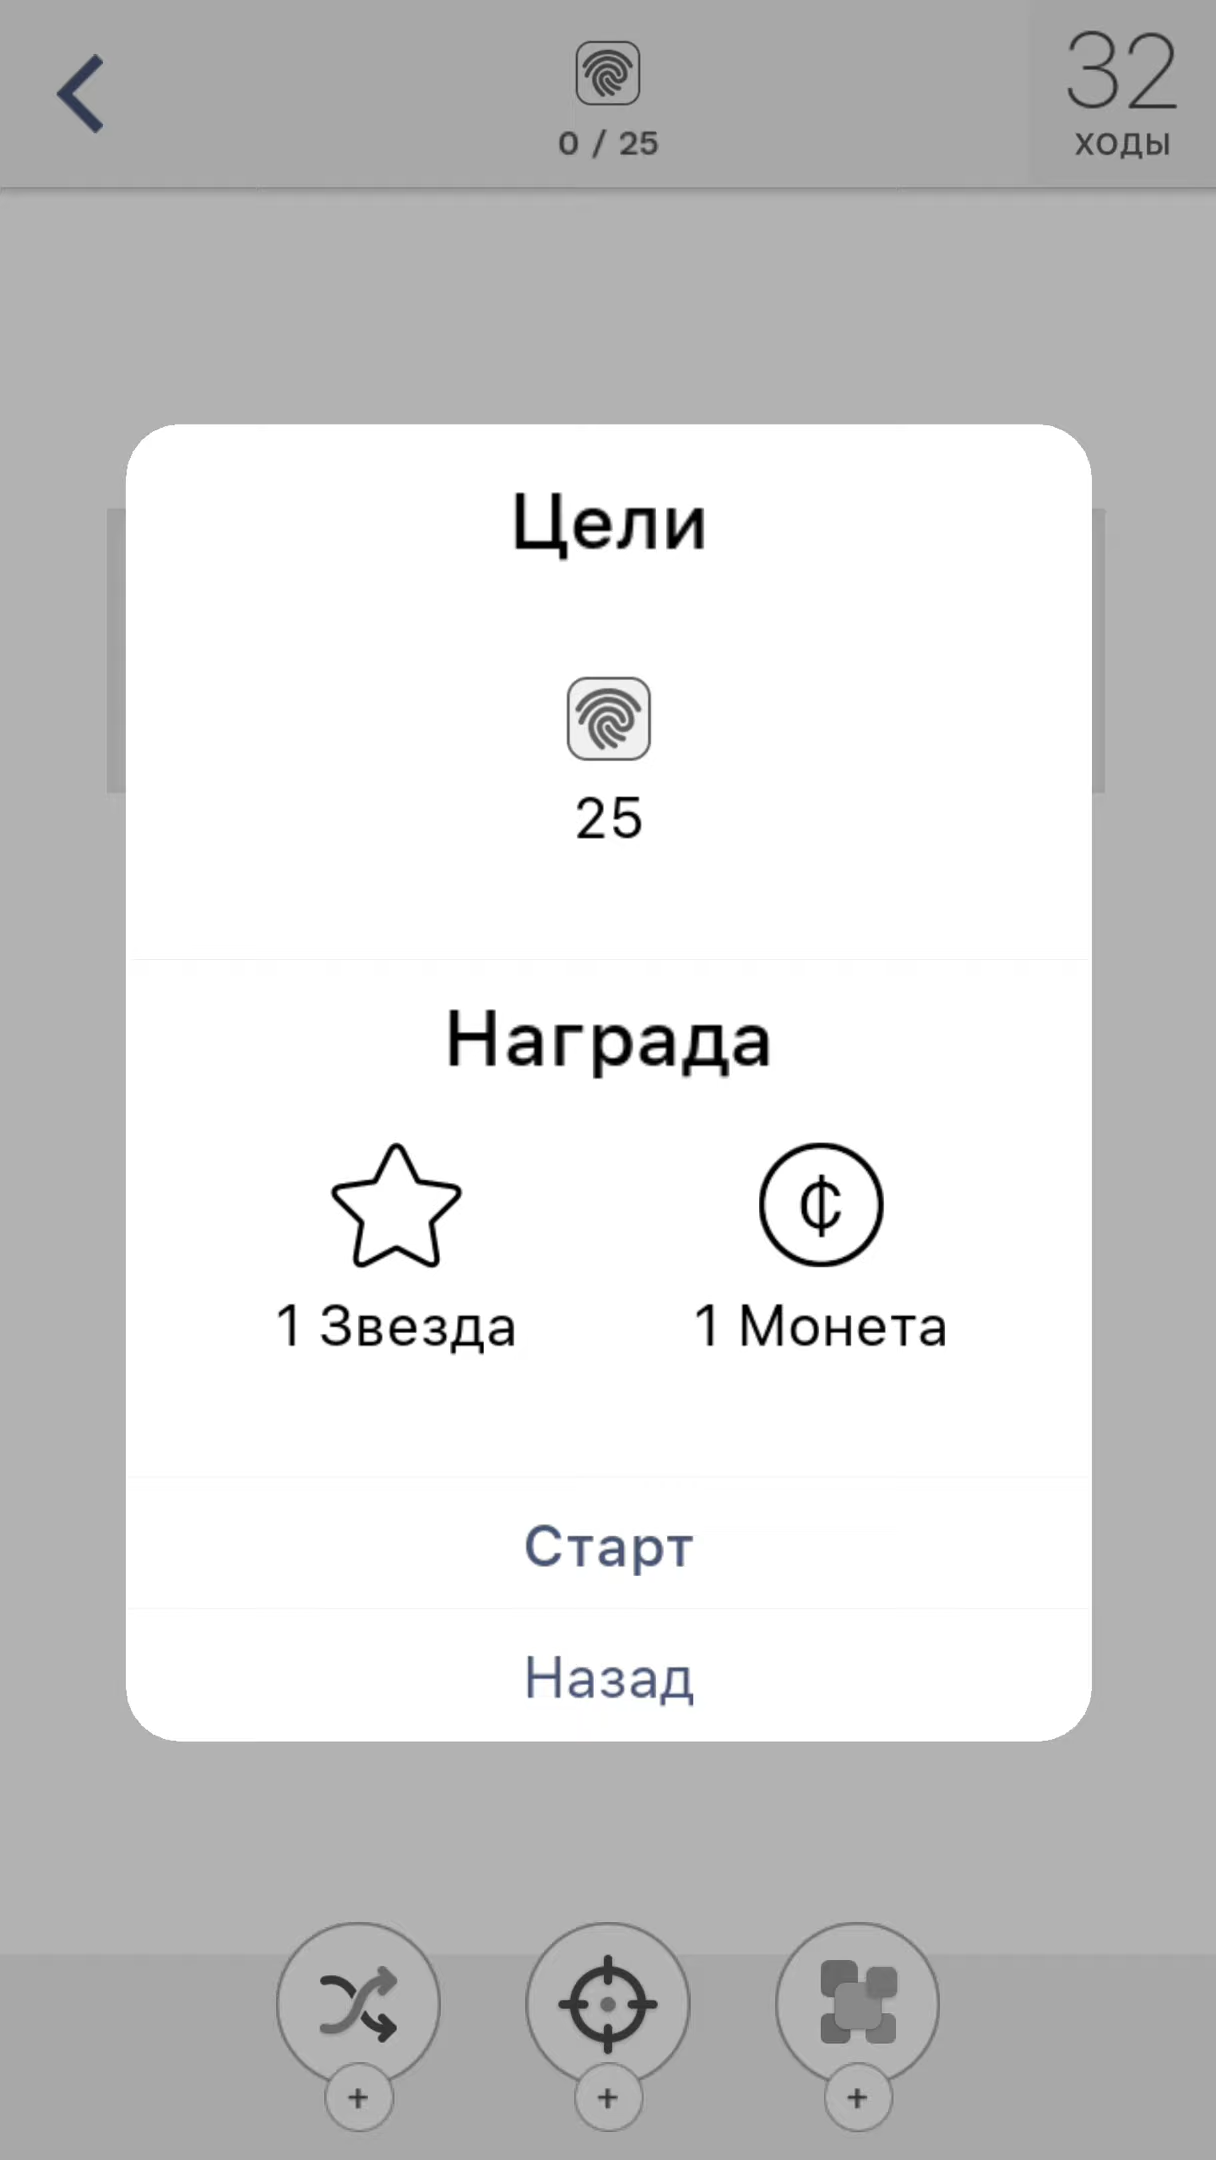 32
ходы
0 / 25
Цели
25
Награда
₵
1 Звезда
1 Монета
Старт
Назад
+
+
+